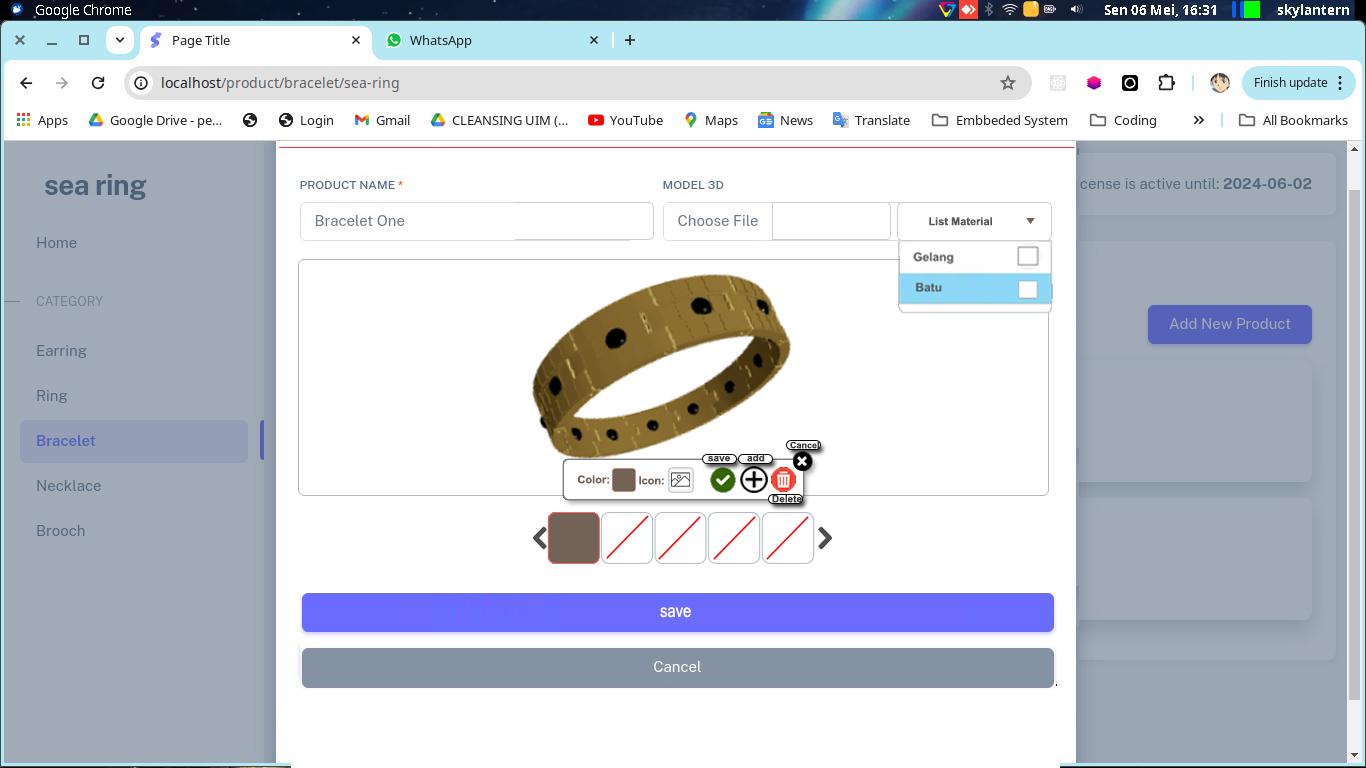 Google Chrome
Sen 06 Mei, 16:31
skylantern
Page Title
WhatsApp
localhost/product/bracelet/sea-ring
Finish update
Apps
Google Drive - pe...
Login
Gmail
CLEANSING UIM (...
YouTube
Maps
News
Translate
Embbeded System
Coding
All Bookmarks
sea ring
cense is active until: 2024-06-02
PRODUCT NAME *
MODEL 3D
Bracelet One
Choose File
List Material
Home
Gelang
Batu
CATEGORY
Add New Product
Earring
Ring
Bracelet
Cancel
save
add
Color:
Icon:
Delete
Necklace
Brooch
save
Cancel